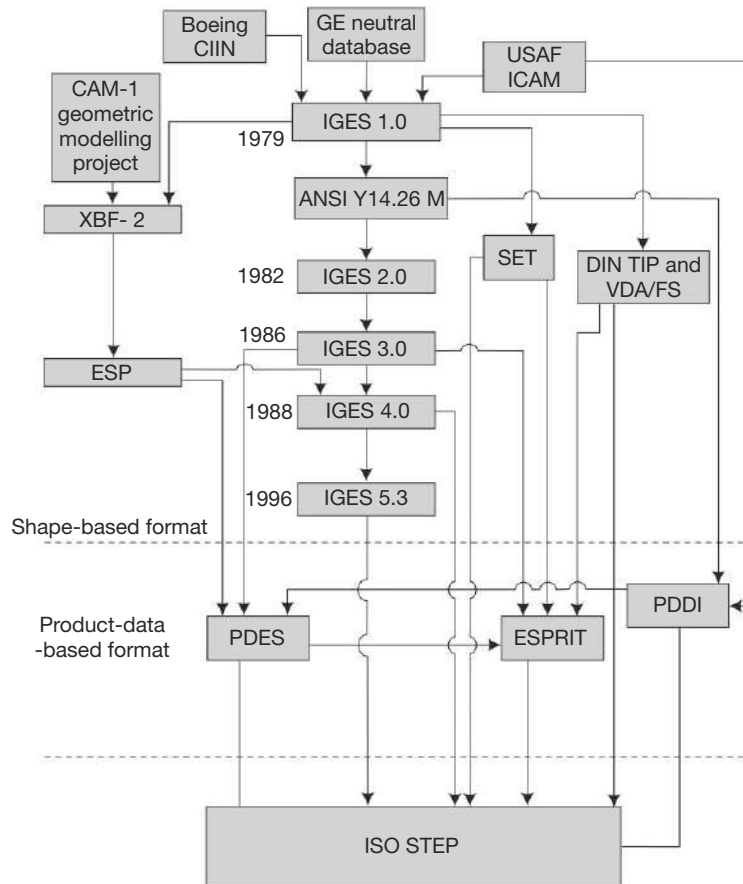 Boeing
CIIN
GE neutral
database
USAF
ICAM
CAM-1
geometric
modelling
project
IGES 1.0
1979
ANSI Y14.26 M
XBF- 2
SET
DIN TIP and
VDA/FS
1982
IGES 2.0
1986
IGES 3.0
ESP
1988
IGES 4.0
1996
IGES 5.3
Shape-based format
Product-data
-based format
PDES
ESPRIT
PDDI
ISO STEP